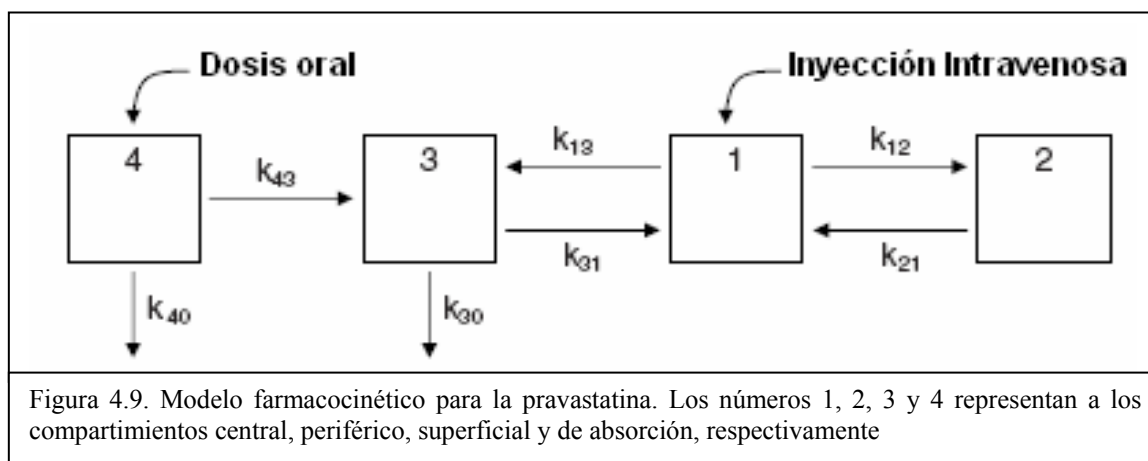 Dosis oral
Inyección Intravenosa
4
k43
3
k13
k31
1
k12
k21
2
k40
k30
Figura 4.9. Modelo farmacocinético para la pravastatina. Los números 1, 2, 3 y 4 representan a los
compartimientos central, periférico, superficial y de absorción, respectivamente